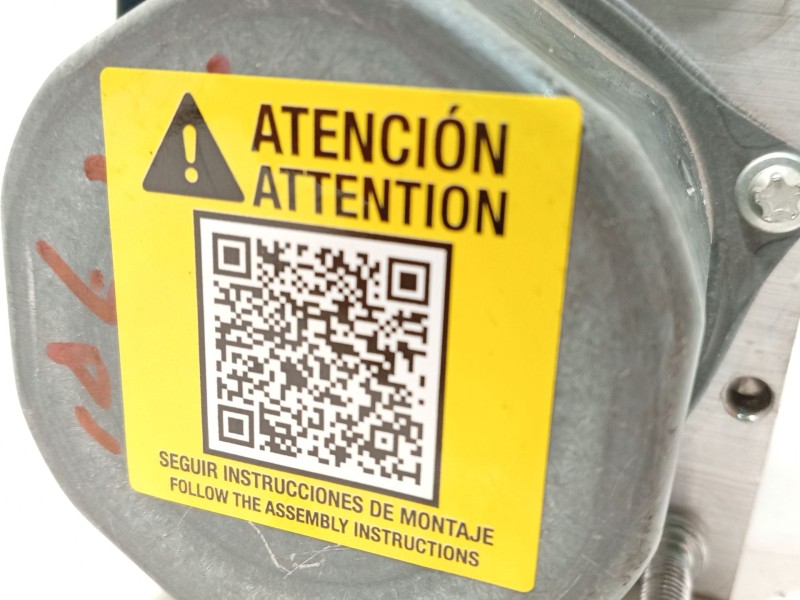 ATENCIÓN
ATTENTION
SEGUIR INSTRUCCIONES DE MONTAJE
FOLLOW THE ASSEMBLY INSTRUCTIONS